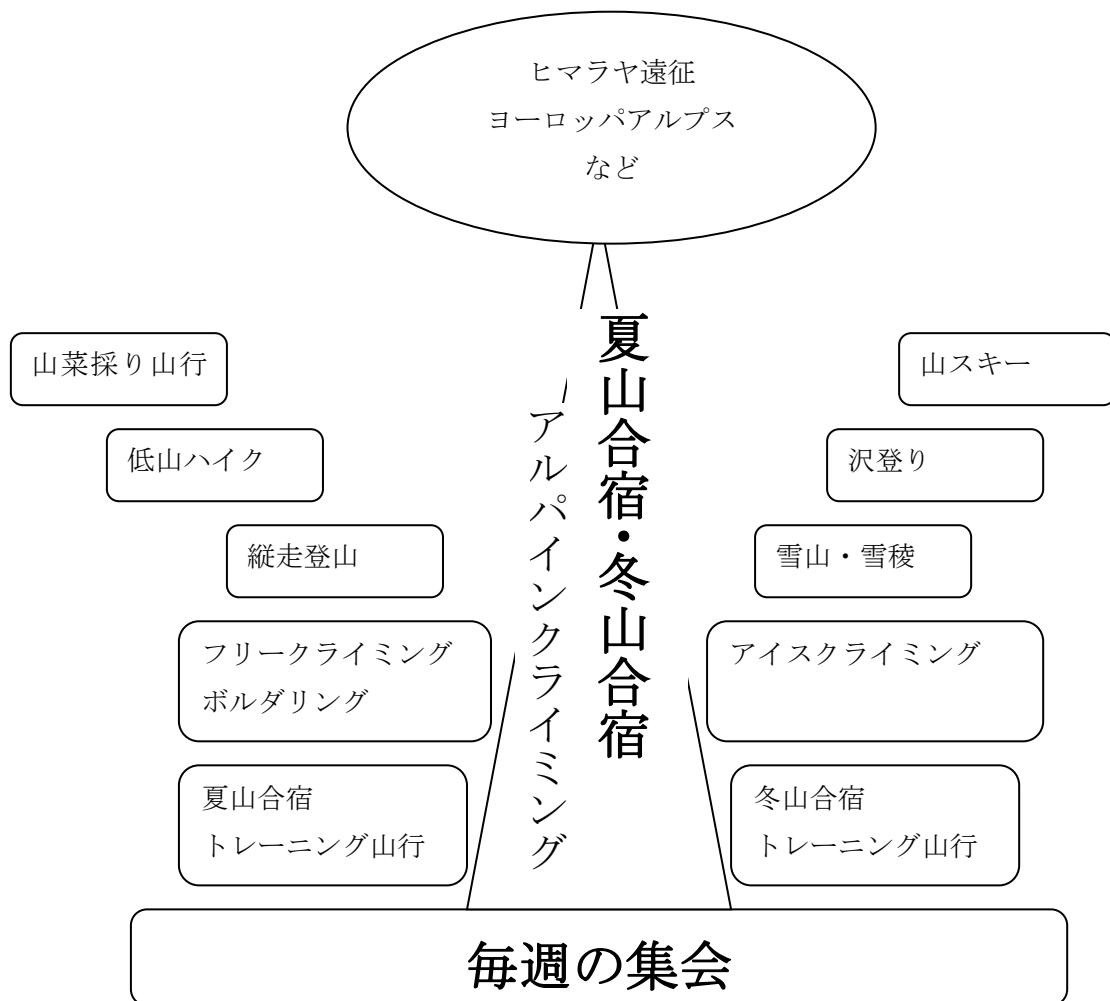 ヒマラヤ遠征
ヨーロッパアルプス
など
夏山合宿・冬山合宿
アルパインクライミング
山菜採り山行
山スキー
低山ハイク
沢登り
縦走登山
雪山・雪稜
フリークライミング
ボルダリング
アイスクライミング
夏山合宿
トレーニング山行
冬山合宿
トレーニング山行
毎週の集会